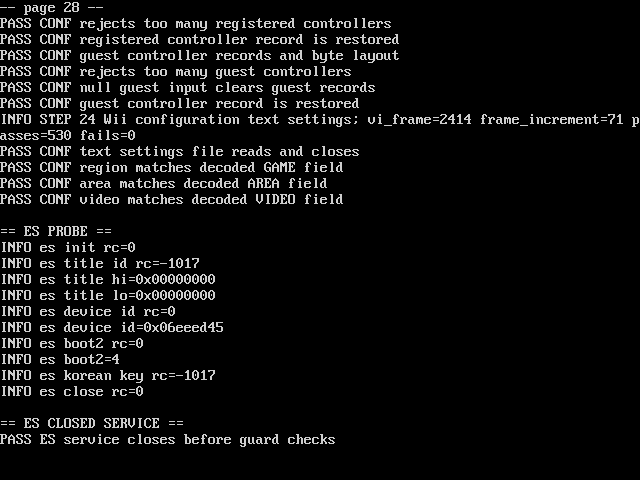 -- page 28 --
PASS CONF rejects too many registered controllers
PASS CONF registered controller record is restored
PASS CONF guest controller records and byte layout
PASS CONF rejects too many guest controllers
PASS CONF null guest input clears guest records
PASS CONF guest controller record is restored
INFO STEP 24 Wii configuration text settings; vi_frame=2414 frame_increment=71 p
asses=530 fails=0
PASS CONF text settings file reads and closes
PASS CONF region matches decoded GAME field
PASS CONF area matches decoded AREA field
PASS CONF video matches decoded VIDEO field
== ES PROBE ==
INFO es init rc=0
INFO es title id rc=-1017
INFO es title hi=0x00000000
INFO es title lo=0x00000000
INFO es device id rc=0
INFO es device id=0x06eeed45
INFO es boot2 rc=0
INFO es boot2=4
INFO es korean key rc=-1017
INFO es close rc=0
== ES CLOSED SERVICE ==
PASS ES service closes before guard checks